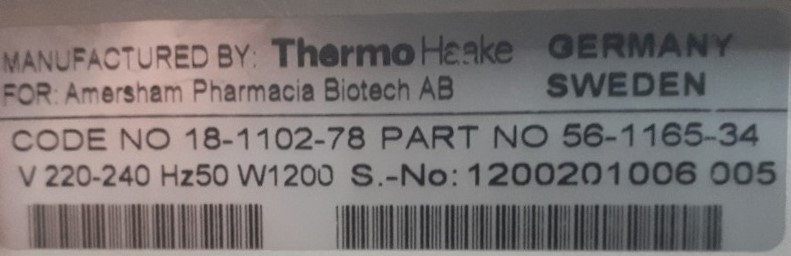 MANUFACTURED BY: Thermo Haake GERMANY
FOR: Amersham Pharmacia Biotech AB SWEDEN
CODE NO 18-1102-78 PART NO 56-1165-34
V 220-240 Hz50 W1200 S.-No: 1200201006 005